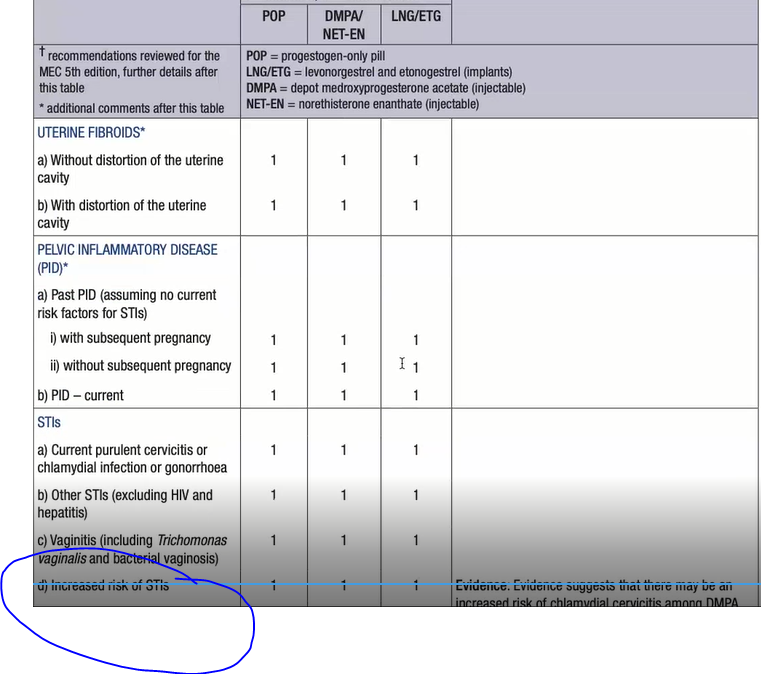 POP DMPA/ LNG/ETG
NET-EN
† recommendations reviewed for the
MEC 5th edition, further details after
this table
* additional comments after this table
POP = progestogen-only pill
LNG/ETG = levonorgestrel and etonogestrel (implants)
DMPA = depot medroxyprogesterone acetate (injectable)
NET-EN = norethisterone enanthate (injectable)
UTERINE FIBROIDS*
a) Without distortion of the uterine 1 1 1
cavity
b) With distortion of the uterine 1 1 1
cavity
PELVIC INFLAMMATORY DISEASE
(PID)*
a) Past PID (assuming no current
risk factors for STIs)
i) with subsequent pregnancy 1 1 1
ii) without subsequent pregnancy 1 1 1
b) PID – current 1 1 1
STIs
a) Current purulent cervicitis or 1 1 1
chlamydial infection or gonorrhoea
b) Other STIs (excluding HIV and 1 1 1
hepatitis)
c) Vaginitis (including Trichomonas 1 1 1
vaginalis and bacterial vaginosis)
d) Increased risk of STIs 1 1 1 Evidence: Evidence suggests that there may be an
increased risk of chlamydial cervicitis among DMPA